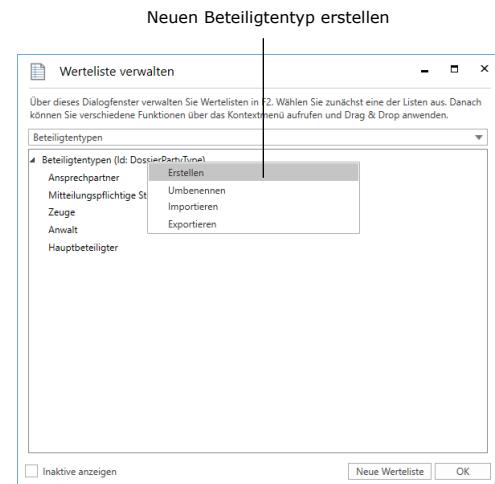 Neuen Beteiligtentyp erstellen
Werteliste verwalten
Über dieses Dialogfenster verwalten Sie Wertelisten in F2. Wählen Sie zunächst eine der Listen aus. Danach
können Sie verschiedene Funktionen über das Kontextmenü aufrufen und Drag & Drop anwenden.
Beteiligtentypen
Beteiligtentypen (Id: DossierPartyType)
Erstellen
Ansprechpartner
Umbenennen
Mitteilungspflichtige St
Importieren
Zeuge
Exportieren
Anwalt
Hauptbeteiligter
Inaktive anzeigen
Neue Werteliste
OK